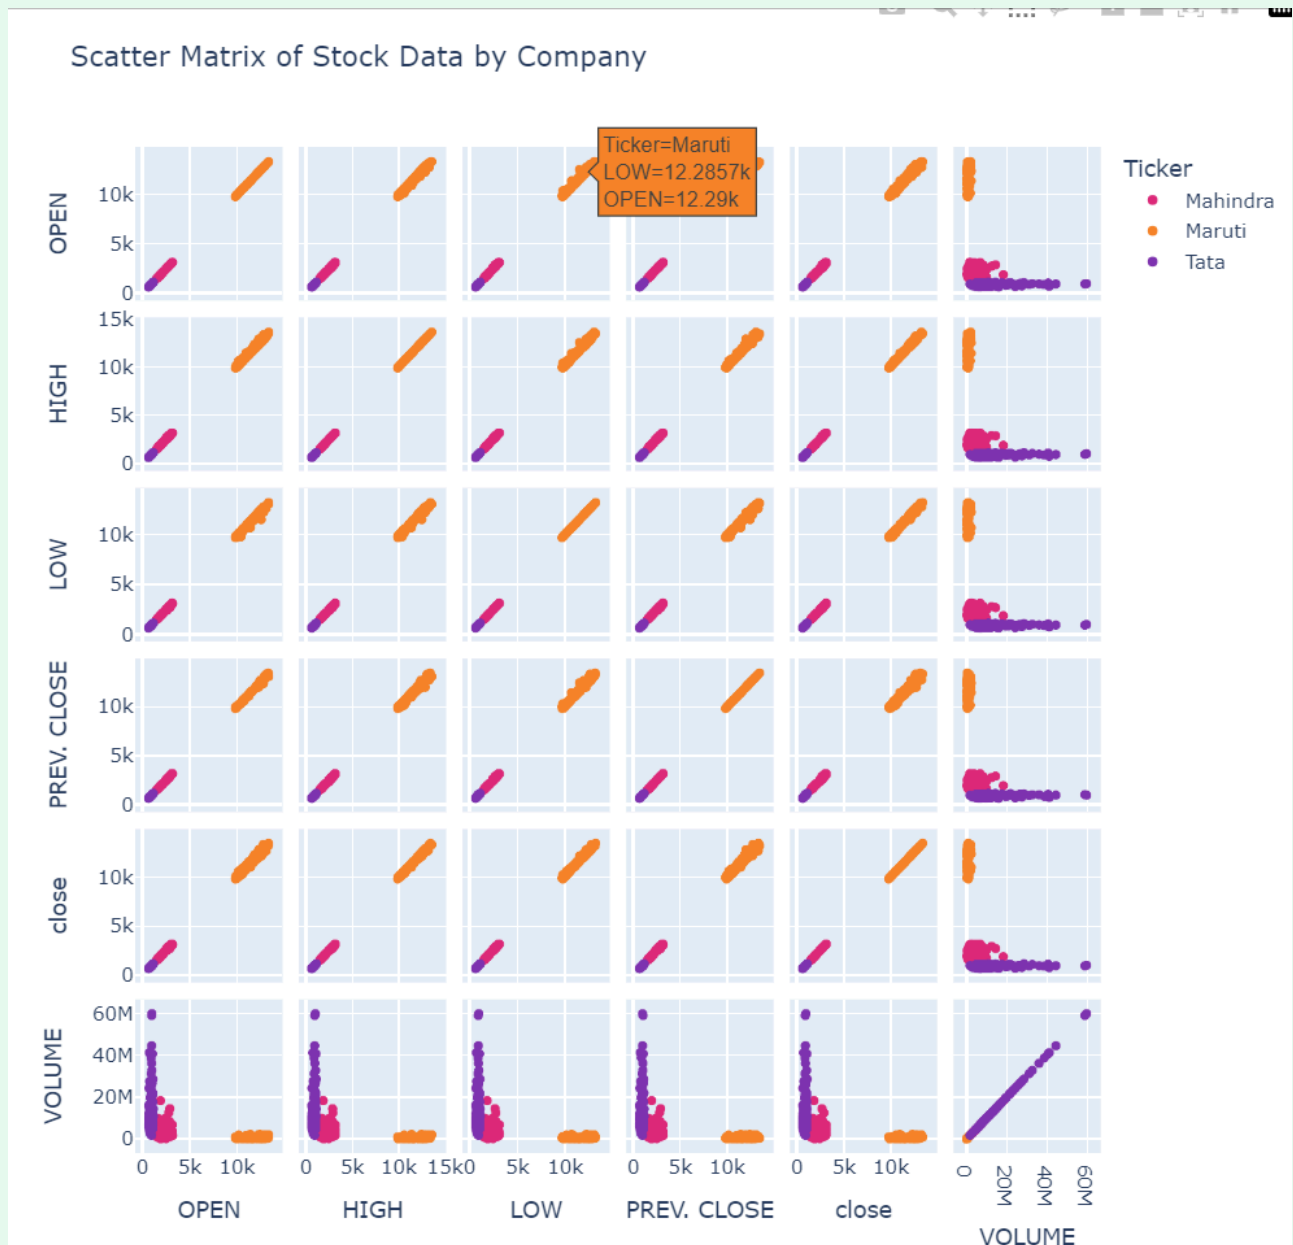 Scatter Matrix of Stock Data by Company
Ticker=Maruti
LOW=12.2857k
OPEN=12.29k
Ticker
Mahindra
Maruti
Tata
OPEN
10k
5k
0
HIGH
15k
10k
5k
0
LOW
10k
5k
0
PREV. CLOSE
10k
5k
0
close
10k
5k
0
VOLUME
60M
40M
20M
0
0 5k 10k 0 5k 10k 15k 0 5k 10k 0 5k 10k 0 5k 10k 0 20M 40M 60M
OPEN HIGH LOW PREV. CLOSE close VOLUME